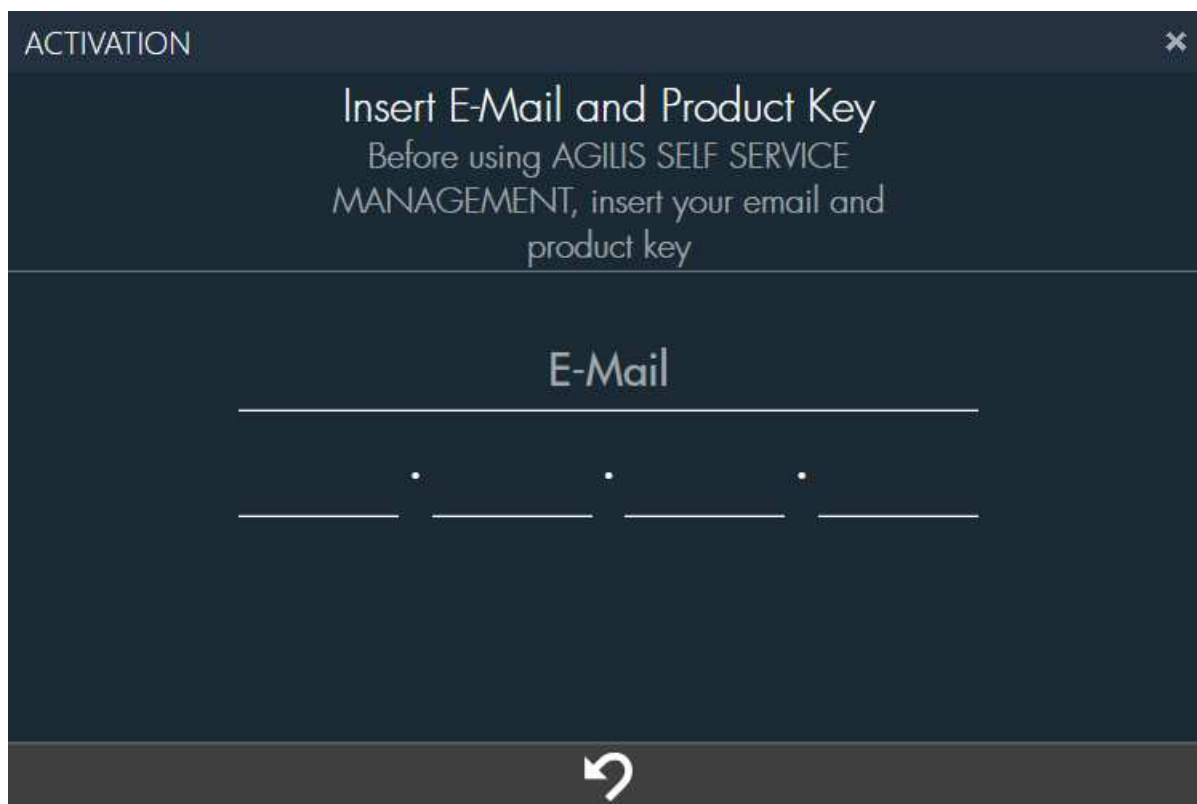 ACTIVATION
Insert E-Mail and Product Key
Before using AGILIS SELF SERVICE
MANAGEMENT, insert your email and
product key
E-Mail
. . .